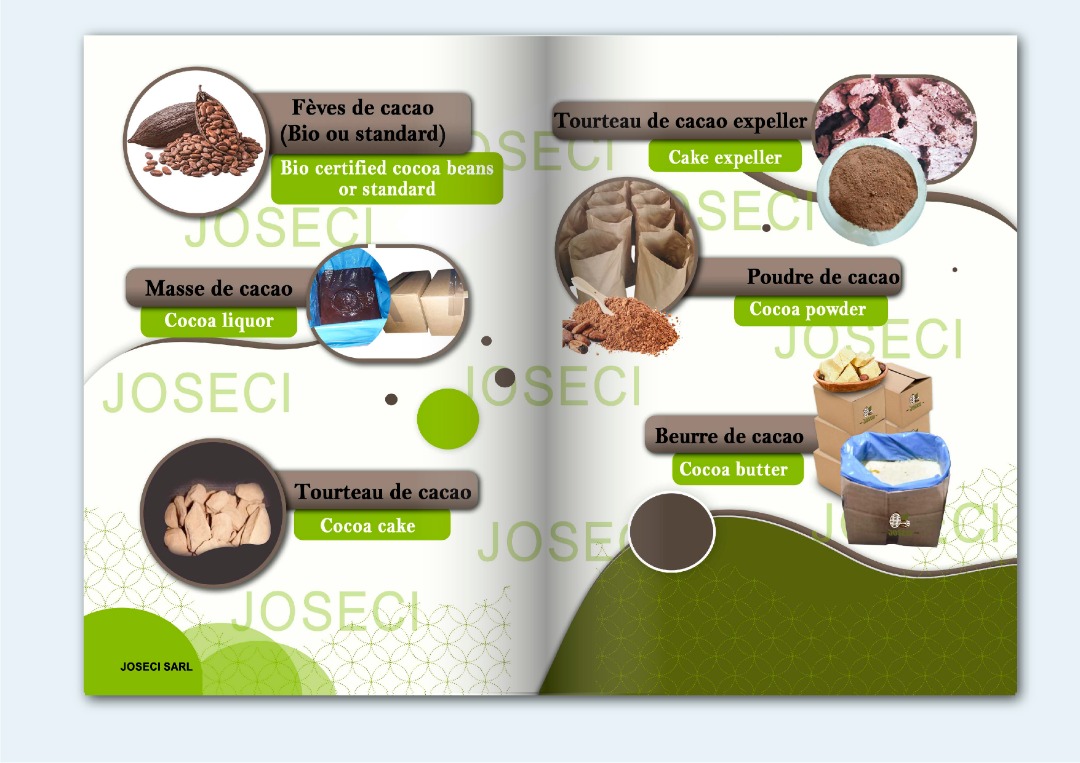 Fèves de cacao
(Bio ou standard)
Bio certified cocoa beans
or standard
JOSECI
Masse de cacao
Cocoa liquor
JOSECI
Tourteau de cacao
Cocoa cake
JOSECI
JOSECI SARL
JOSECI
Tourteau de cacao expeller
Cake expeller
JOSECI
Poudre de cacao
Cocoa powder
JOSECI
JOSECI
Beurre de cacao
Cocoa butter
JOSECI
JOSECI